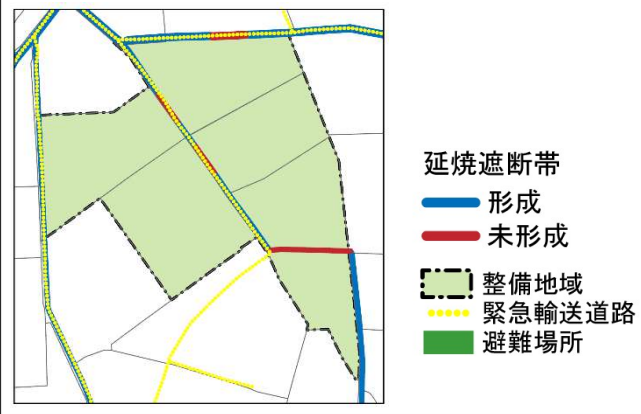 延焼遮断帯
形成
未形成
整備地域
緊急輸送道路
避難場所